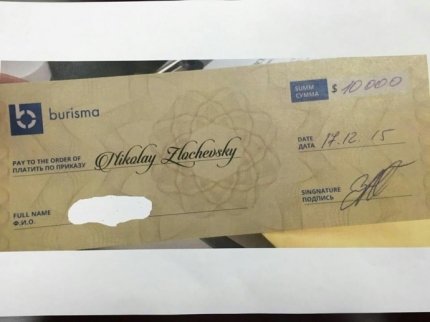 burisma
SUMM
СУММА
$ 10 000
PAY TO THE ORDER OF
ПЛАТИТЬ ПО ПРИКАЗУ
Nikolay Zlochevsky
DATE
ДАТА
17.12.15
FULL NAME
Ф.И.О.
SINGNATURE
ПОДПИСЬ